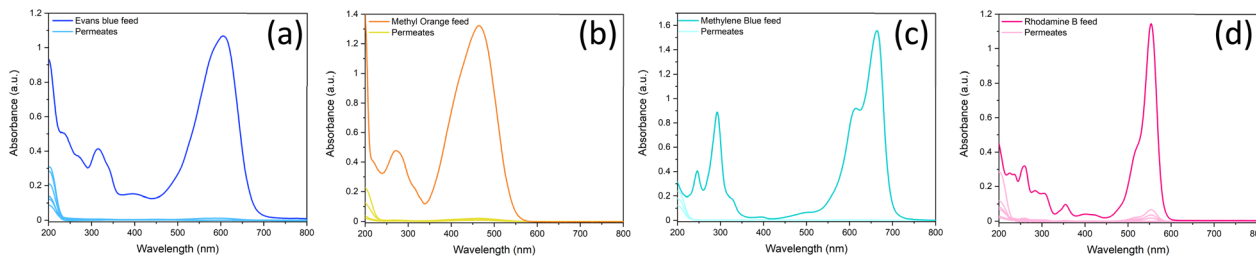 Evans blue feed
Permeates
(a)
1.2
1
0.8
0.6
0.4
0.2
0
200 300 400 500 600 700 800
Wavelength (nm)
Absorbance (a.u.)
Methyl Orange feed
Permeates
(b)
1.4
1.2
1
0.8
0.6
0.4
0.2
0
200 300 400 500 600 700 800
Wavelength (nm)
Absorbance (a.u.)
Methylene Blue feed
Permeates
(c)
1.6
1.4
1.2
1
0.8
0.6
0.4
0.2
0
200 300 400 500 600 700 800
Wavelength (nm)
Absorbance (a.u.)
Rhodamine B feed
Permeates
(d)
1.2
1
0.8
0.6
0.4
0.2
0
200 300 400 500 600 700 800
Wavelength (nm)
Absorbance (a.u.)